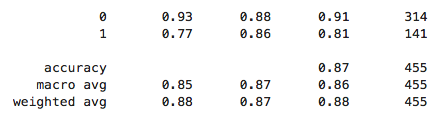 0 0.93 0.88 0.91 314
1 0.77 0.86 0.81 141
accuracy 0.87 455
macro avg 0.85 0.87 0.86 455
weighted avg 0.88 0.87 0.88 455